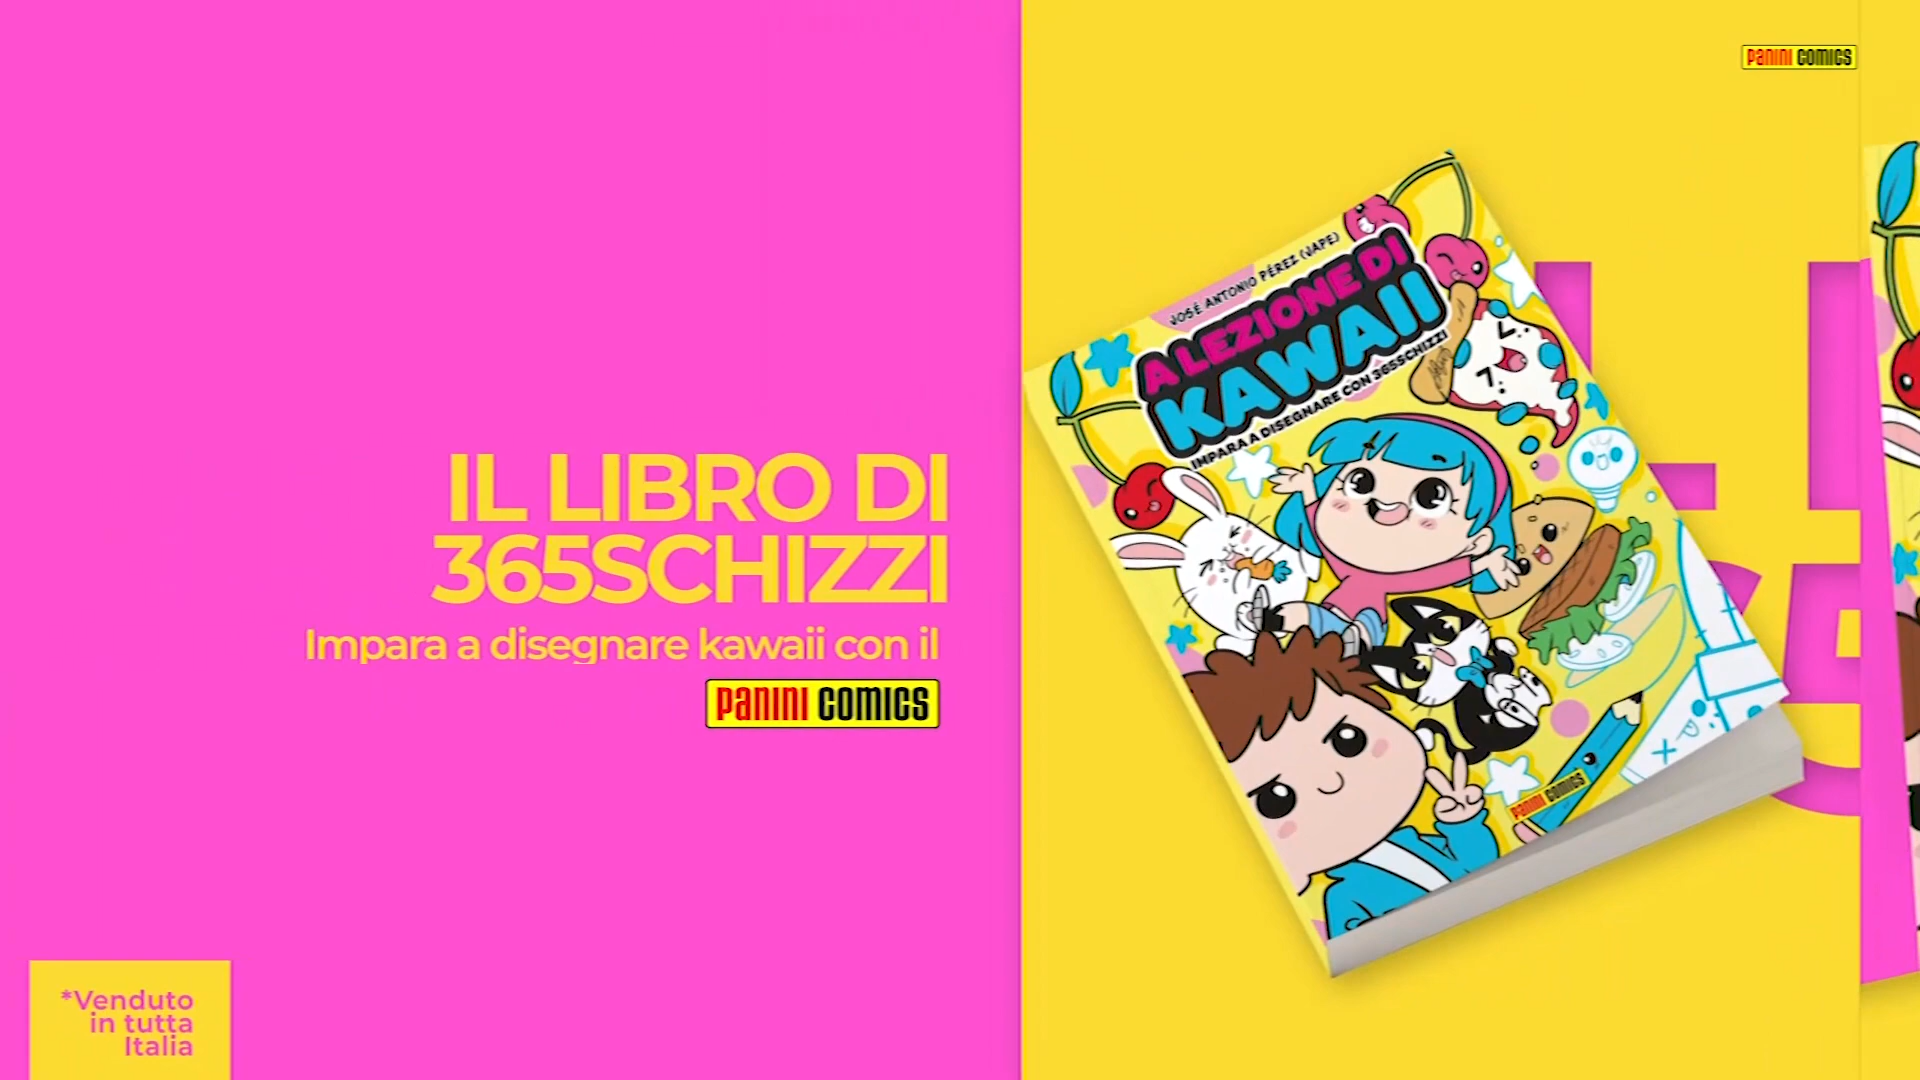 PANINI COMICS
JOSÉ ANTONIO PÉREZ (JAPE)
A LEZIONE DI
KAWAII
IMPARA A DISEGNARE CON 365SCHIZZI
PANINI COMICS
IL LIBRO DI
365SCHIZZI
Impara a disegnare kawaii con il
PANINI COMICS
*Venduto
in tutta
Italia